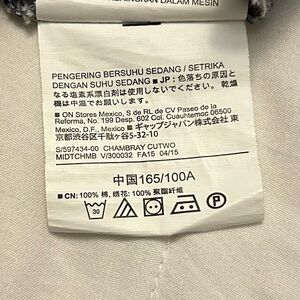 DALAM MESIN
PENGERING BERSUHU SEDANG / SETRIKA
DENGAN SUHU SEDANG ■ JP: 色落ちの原因と
なる塩素系漂白剤は使用しないでください。 乾燥
機は中温でお願いします。
■ ON Stores Mexico, S de RL de CV Paseo de la
Reforma, No. 199 Desp. 602 Col. Cuauhtemoc 06500
Mexico, D.F., Mexico ■ ギャップジャパン株式会社 東
京都渋谷区千駄ヶ谷5-32-10
S/597434-00 CHAMBRAY CUTWO
MIDTCHMB V/300032 FA15 04/15
中国165/100A
■ CN: 100% 棉, 绣花: 100% 聚酯纤维
30
P